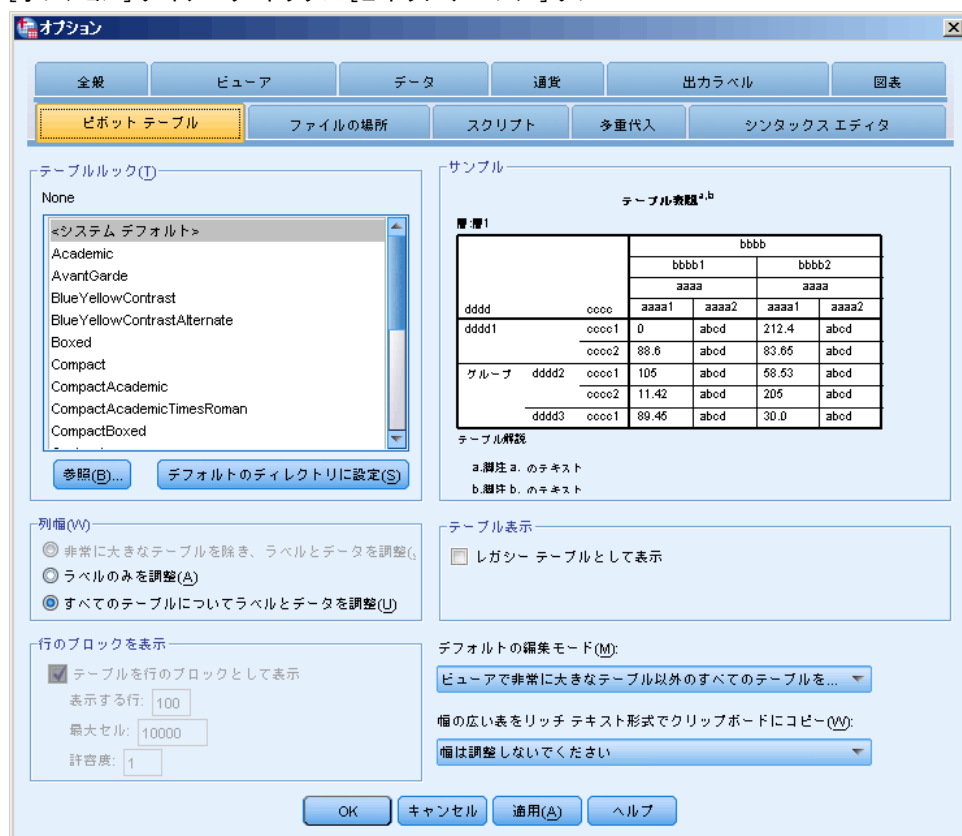 オプション
全般 ビューア データ 通貨 出力ラベル 図表
ピボット テーブル ファイルの場所 スクリプト 多重代入 シンタックス エディタ
テーブルルック(T)
None
<システム デフォルト>
Academic
AvantGarde
BlueYellowContrast
BlueYellowContrastAlternate
Boxed
Compact
CompactAcademic
CompactAcademicTimesRoman
CompactBoxed
参照(B)... デフォルトのディレクトリに設定(S)
サンプル
テーブル表題a,b
層:層1
bbbb
bbbb1 bbbb2
aaaa aaaa
dddd cccc aaaa1 aaaa2 aaaa1 aaaa2
dddd1 cccc1 0 abcd 212.4 abcd
cccc2 88.6 abcd 83.65 abcd
グループ dddd2 cccc1 105 abcd 58.53 abcd
cccc2 11.42 abcd 205 abcd
dddd3 cccc1 89.45 abcd 30.0 abcd
テーブル解説
a.脚注 a. のテキスト
b.脚注 b. のテキスト
列幅(W)
非常に大きなテーブルを除き、ラベルとデータを調整(
ラベルのみを調整(A)
すべてのテーブルについてラベルとデータを調整(U)
テーブル表示
レガシー テーブルとして表示
行のブロックを表示
テーブルを行のブロックとして表示
表示する行: 100
最大セル: 10000
許容度: 1
デフォルトの編集モード(M):
ビューアで非常に大きなテーブル以外のすべてのテーブルを...
幅の広い表をリッチ テキスト形式でクリップボードにコピー(W):
幅は調整しないでください
OK キャンセル 適用(A) ヘルプ